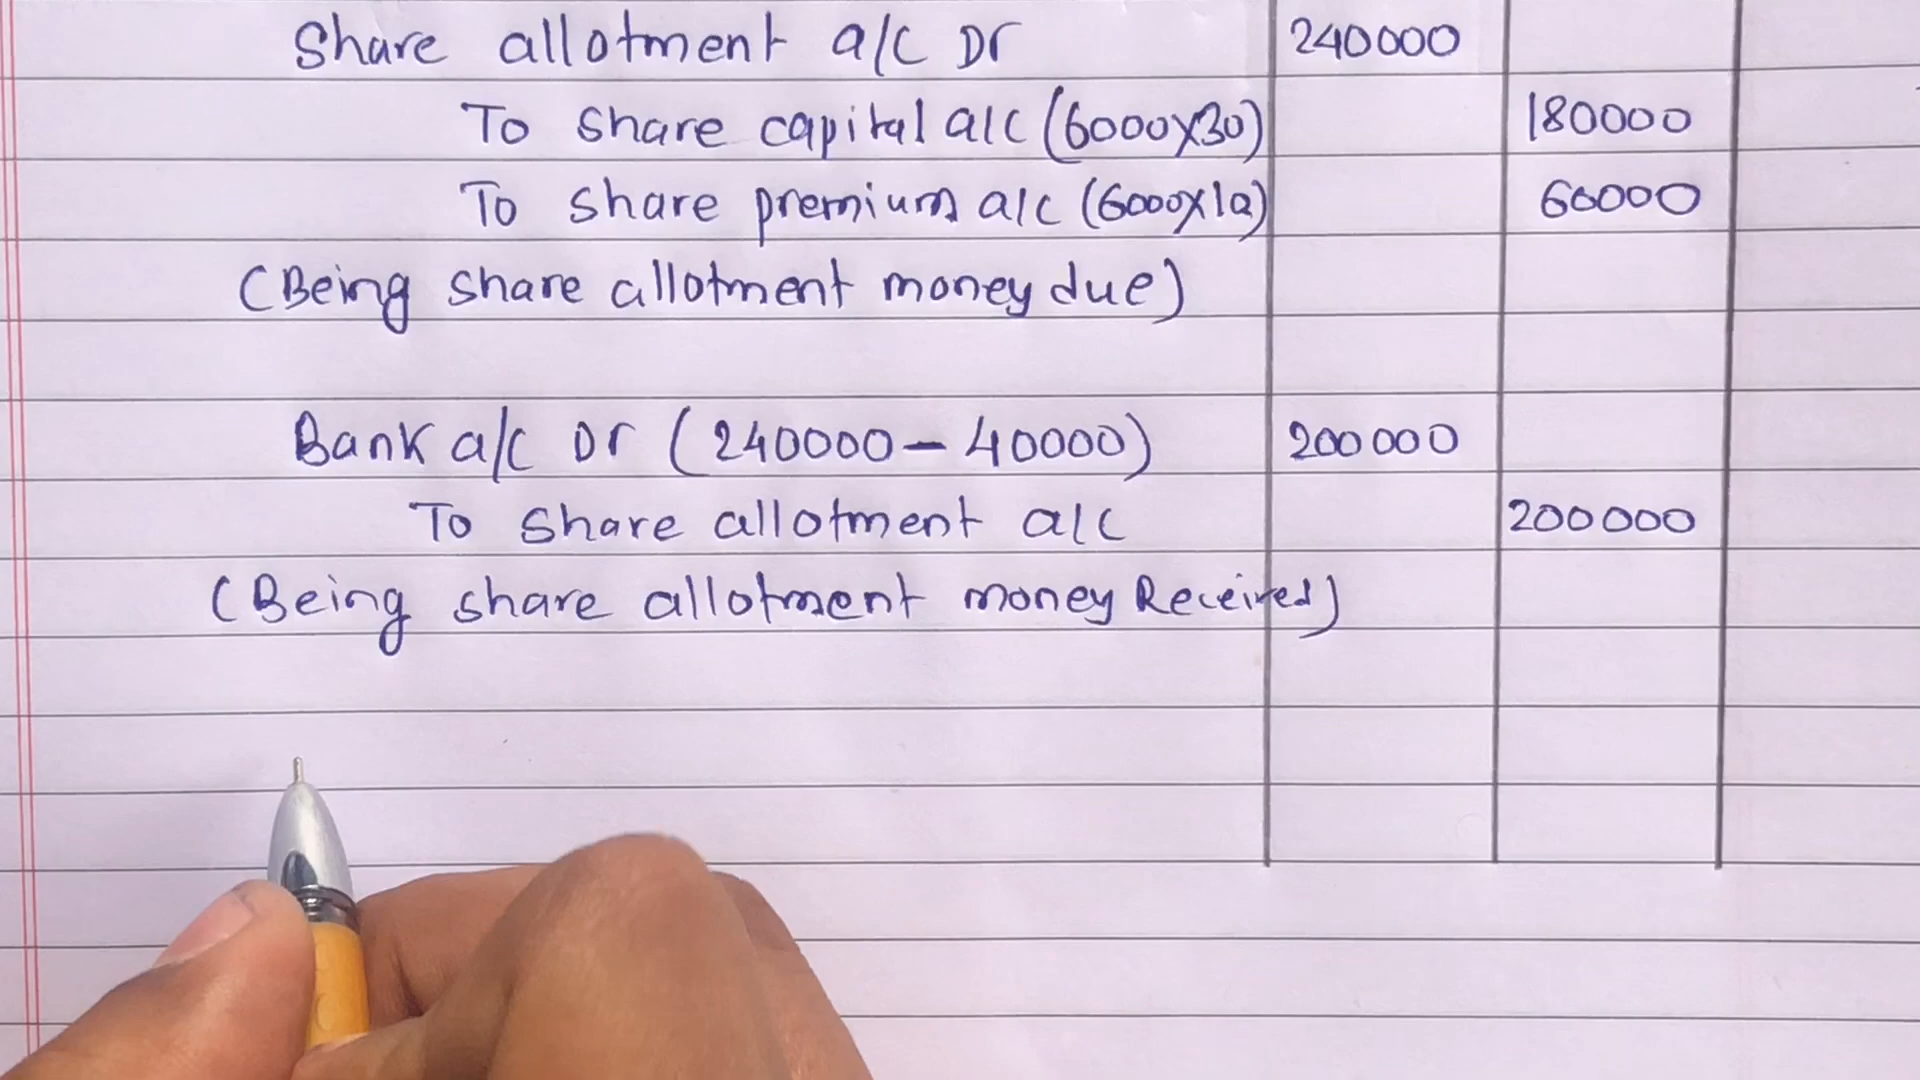 Share allotment a/c Dr 240000
To share capital a/c (6000x30) 180000
To share premium a/c (6000x10) 60000
(Being share allotment money due)
Bank a/c Dr (240000-40000) 200000
To share allotment a/c 200000
(Being share allotment money Received)